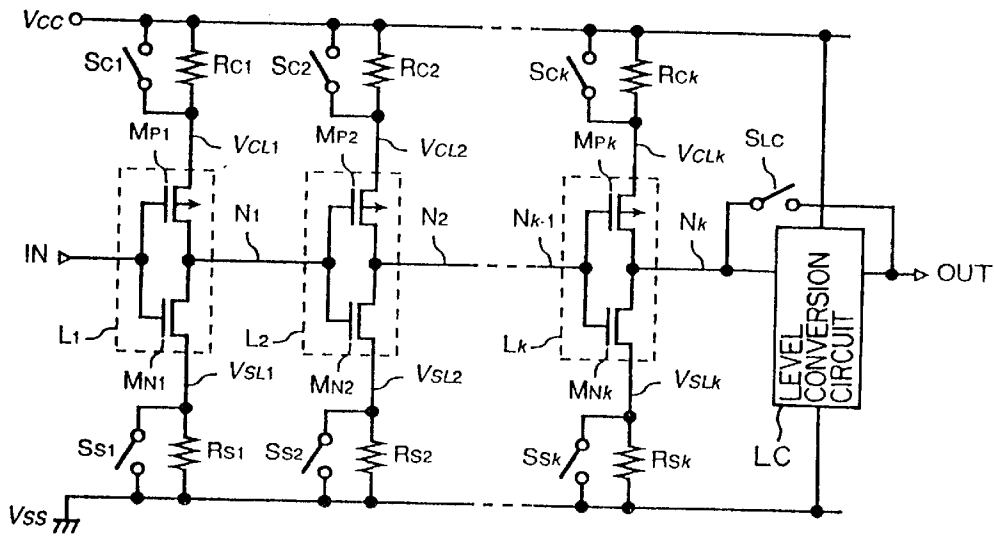 VCC
SC1
RC1
SC2
RC2
SCk
RCk
MP1
VCL1
MP2
VCL2
MPk
VCLk
SLC
N1
N2
Nk-1
Nk
IN
OUT
LEVEL
CONVERSION
CIRCUIT
L1
L2
Lk
MN1
VSL1
MN2
VSL2
MNk
VSLk
LC
SS1
RS1
SS2
RS2
SSk
RSk
VSS